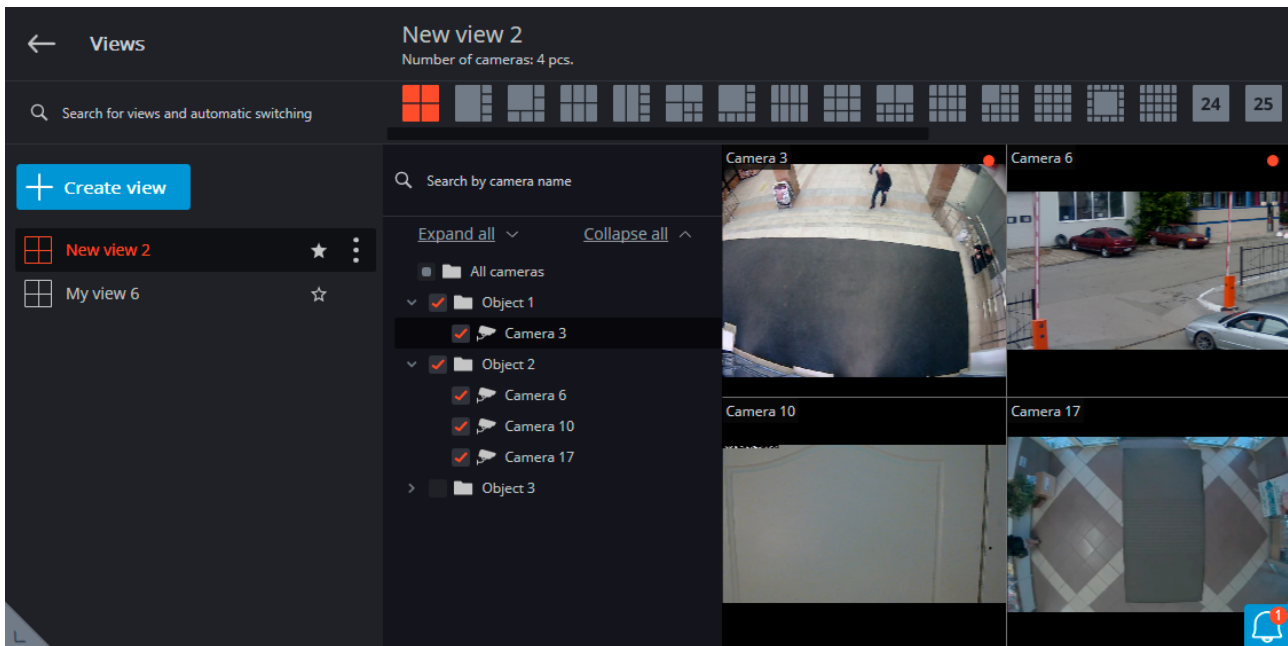 Views
New view 2
Number of cameras: 4 pcs.
Search for views and automatic switching
24
25
Create view
New view 2
My view 6
Search by camera name
Expand all
Collapse all
All cameras
Object 1
Camera 3
Object 2
Camera 6
Camera 10
Camera 17
Object 3
Camera 3
Camera 6
Camera 10
Camera 17
1